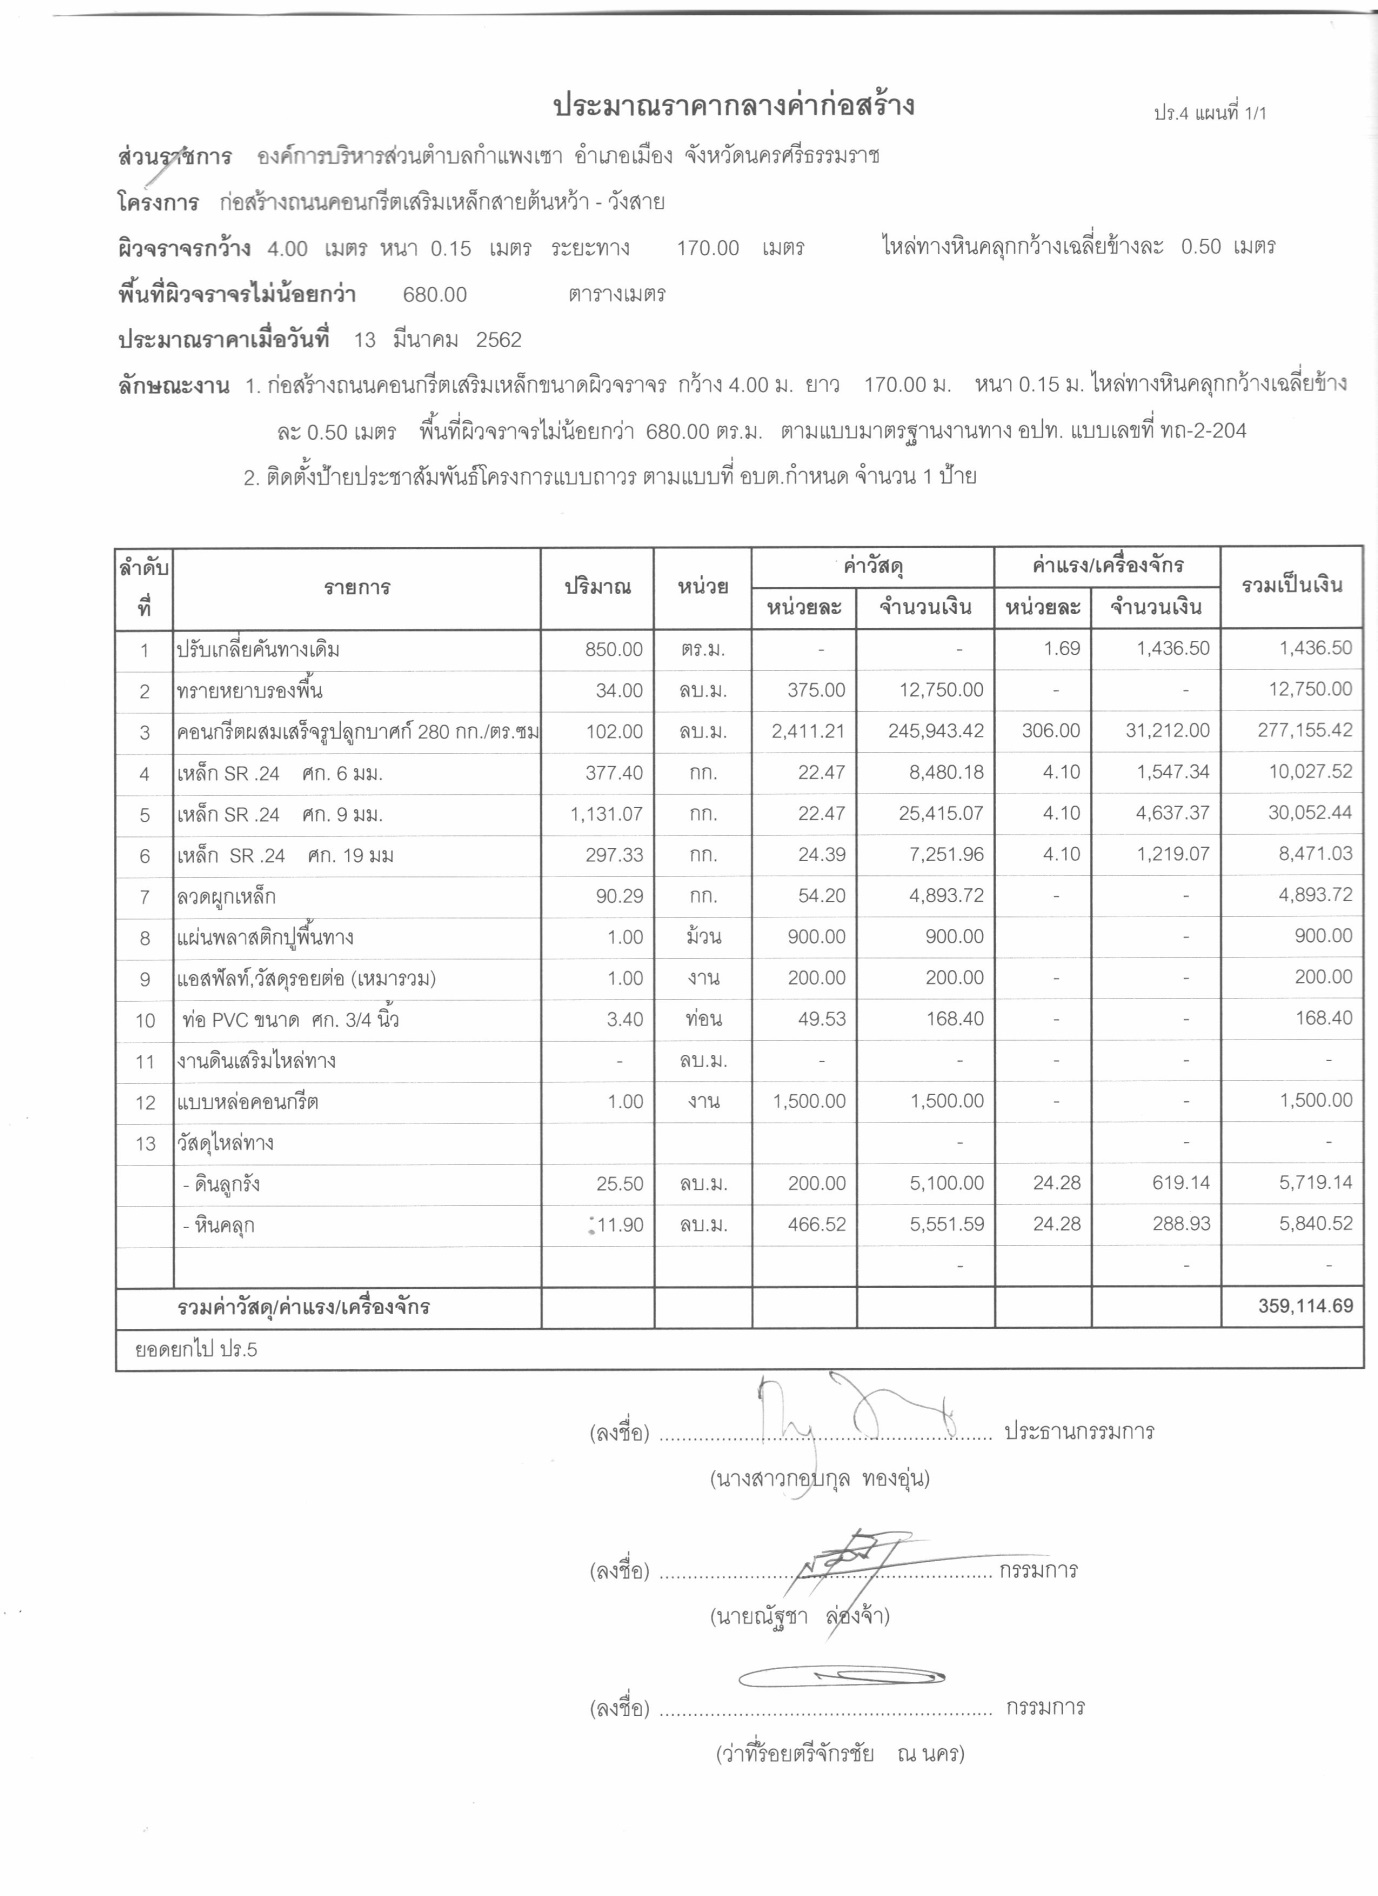 ประมาณราคากลางค่าก่อสร้าง
ปร.4 แผนที่ 1/1
ส่วนราชการ องค์การบริหารส่วนตำบลกำแพงเซา อำเภอเมือง จังหวัดนครศรีธรรมราช
โครงการ ก่อสร้างถนนคอนกรีตเสริมเหล็กสายต้นหว้า - วังสาย
ผิวจราจรกว้าง 4.00 เมตร หนา 0.15 เมตร ระยะทาง 170.00 เมตร ไหล่ทางหินคลุกกว้างเฉลี่ยข้างละ 0.50 เมตร
พื้นที่ผิวจราจรไม่น้อยกว่า 680.00 ตารางเมตร
ประมาณราคาเมื่อวันที่ 13 มีนาคม 2562
ลักษณะงาน 1. ก่อสร้างถนนคอนกรีตเสริมเหล็กขนาดผิวจราจร กว้าง 4.00 ม. ยาว 170.00 ม. หนา 0.15 ม. ไหล่ทางหินคลุกกว้างเฉลี่ยข้าง
ละ 0.50 เมตร พื้นที่ผิวจราจรไม่น้อยกว่า 680.00 ตร.ม. ตามแบบมาตรฐานงานทาง อปท. แบบเลขที่ ทถ-2-204
2. ติดตั้งป้ายประชาสัมพันธ์โครงการแบบถาวร ตามแบบที่ อบต.กำหนด จำนวน 1 ป้าย
ลำดับที่ รายการ ปริมาณ หน่วย ค่าวัสดุ ค่าแรง/เครื่องจักร รวมเป็นเงิน
หน่วยละ จำนวนเงิน หน่วยละ จำนวนเงิน
1 ปรับเกลี่ยคันทางเดิม 850.00 ตร.ม. - - 1.69 1,436.50 1,436.50
2 ทรายหยาบรองพื้น 34.00 ลบ.ม. 375.00 12,750.00 - - 12,750.00
3 คอนกรีตผสมเสร็จรูปลูกบาศก์ 280 กก./ตร.ซม 102.00 ลบ.ม. 2,411.21 245,943.42 306.00 31,212.00 277,155.42
4 เหล็ก SR .24 ศก. 6 มม. 377.40 กก. 22.47 8,480.18 4.10 1,547.34 10,027.52
5 เหล็ก SR .24 ศก. 9 มม. 1,131.07 กก. 22.47 25,415.07 4.10 4,637.37 30,052.44
6 เหล็ก SR .24 ศก. 19 มม 297.33 กก. 24.39 7,251.96 4.10 1,219.07 8,471.03
7 ลวดผูกเหล็ก 90.29 กก. 54.20 4,893.72 - - 4,893.72
8 แผ่นพลาสติกปูพื้นทาง 1.00 ม้วน 900.00 900.00 - 900.00
9 แอสฟัลท์,วัสดุรอยต่อ (เหมารวม) 1.00 งาน 200.00 200.00 - - 200.00
10 ท่อ PVC ขนาด ศก. 3/4 นิ้ว 3.40 ท่อน 49.53 168.40 - - 168.40
11 งานดินเสริมไหล่ทาง - ลบ.ม. - - - - -
12 แบบหล่อคอนกรีต 1.00 งาน 1,500.00 1,500.00 - - 1,500.00
13 วัสดุไหล่ทาง - - -
- ดินลูกรัง 25.50 ลบ.ม. 200.00 5,100.00 24.28 619.14 5,719.14
- หินคลุก 11.90 ลบ.ม. 466.52 5,551.59 24.28 288.93 5,840.52
- - -
รวมค่าวัสดุ/ค่าแรง/เครื่องจักร 359,114.69
ยอดยกไป ปร.5
(ลงชื่อ) ........................................ ประธานกรรมการ
(นางสาวกอบกุล ทองอุ่น)
(ลงชื่อ) ........................................ กรรมการ
(นายณัฐชา ล่องจ้า)
(ลงชื่อ) ........................................ กรรมการ
(ว่าที่ร้อยตรีจักรชัย ณ นคร)